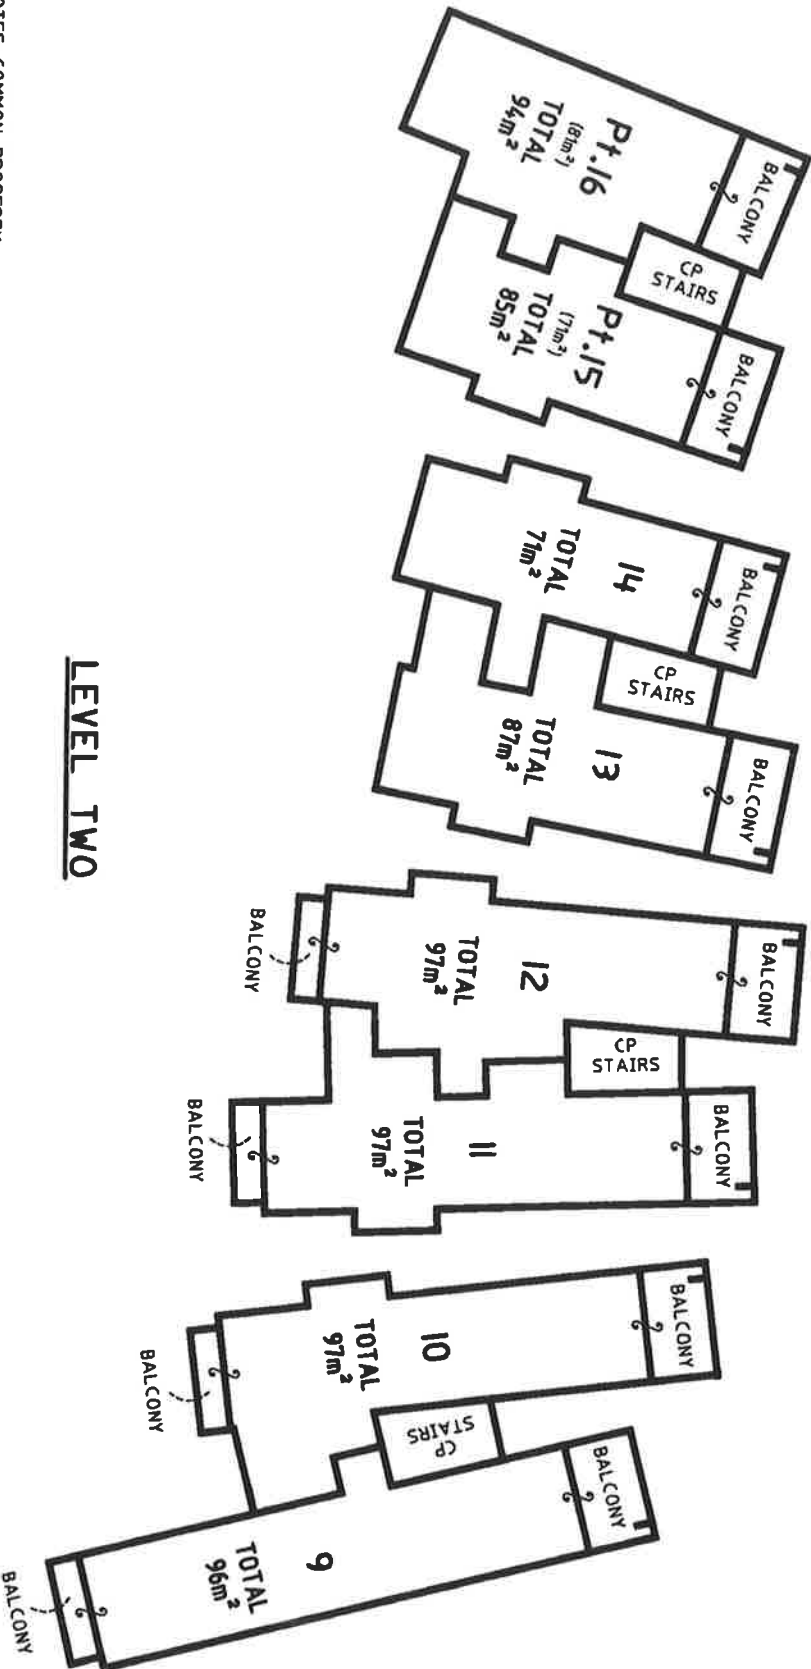 Pt.16
(81m²)
TOTAL
94m²
BALCONY
CP
STAIRS
Pt.15
(71m²)
TOTAL
85m²
BALCONY
14
TOTAL
71m²
BALCONY
CP
STAIRS
13
TOTAL
87m²
BALCONY
12
TOTAL
97m²
BALCONY
BALCONY
CP
STAIRS
11
TOTAL
97m²
BALCONY
BALCONY
10
TOTAL
97m²
BALCONY
BALCONY
CP
STAIRS
9
TOTAL
96m²
BALCONY
BALCONY
LEVEL TWO
COMMON PROPERTY